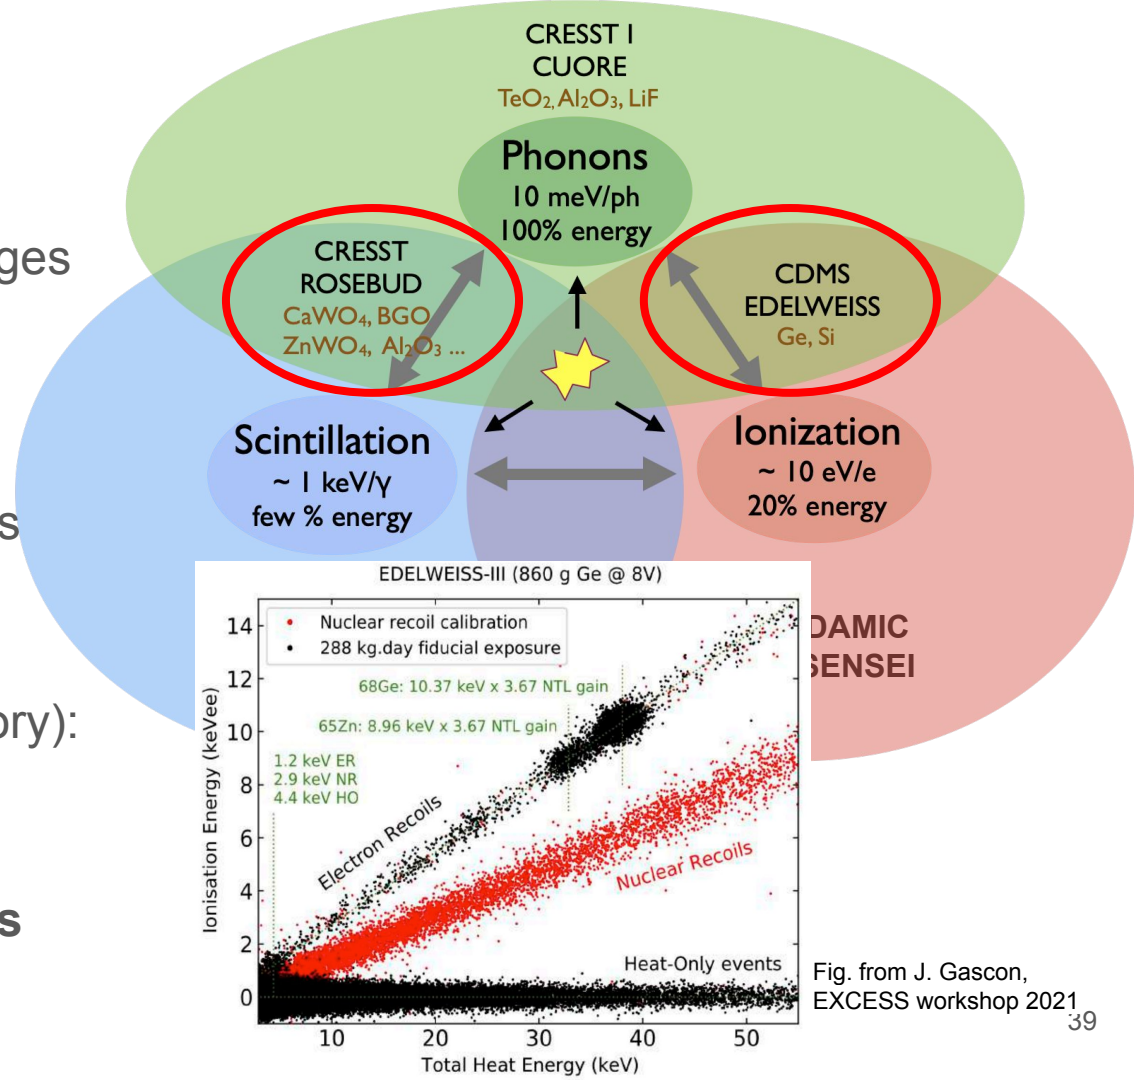 CRESST I
CUORE
TeO₂, Al₂O₃, LiF
Phonons
10 meV/ph
100% energy
ges
CRESST
ROSEBUD
CaWO₄, BGO
ZnWO₄, Al₂O₃ ...
CDMS
EDELWEISS
Ge, Si
Scintillation
~ 1 keV/γ
few % energy
Ionization
~ 10 eV/e
20% energy
s
DAMIC
SENSEI
ory):
s
EDELWEISS-III (860 g Ge @ 8V)
Nuclear recoil calibration
288 kg.day fiducial exposure
68Ge: 10.37 keV x 3.67 NTL gain
65Zn: 8.96 keV x 3.67 NTL gain
1.2 keV ER
2.9 keV NR
4.4 keV HO
Electron Recoils
Nuclear Recoils
Heat-Only events
Ionisation Energy (keVee)
14
12
10
8
6
4
2
0
10 20 30 40 50
Total Heat Energy (keV)
Fig. from J. Gascon,
EXCESS workshop 2021
39